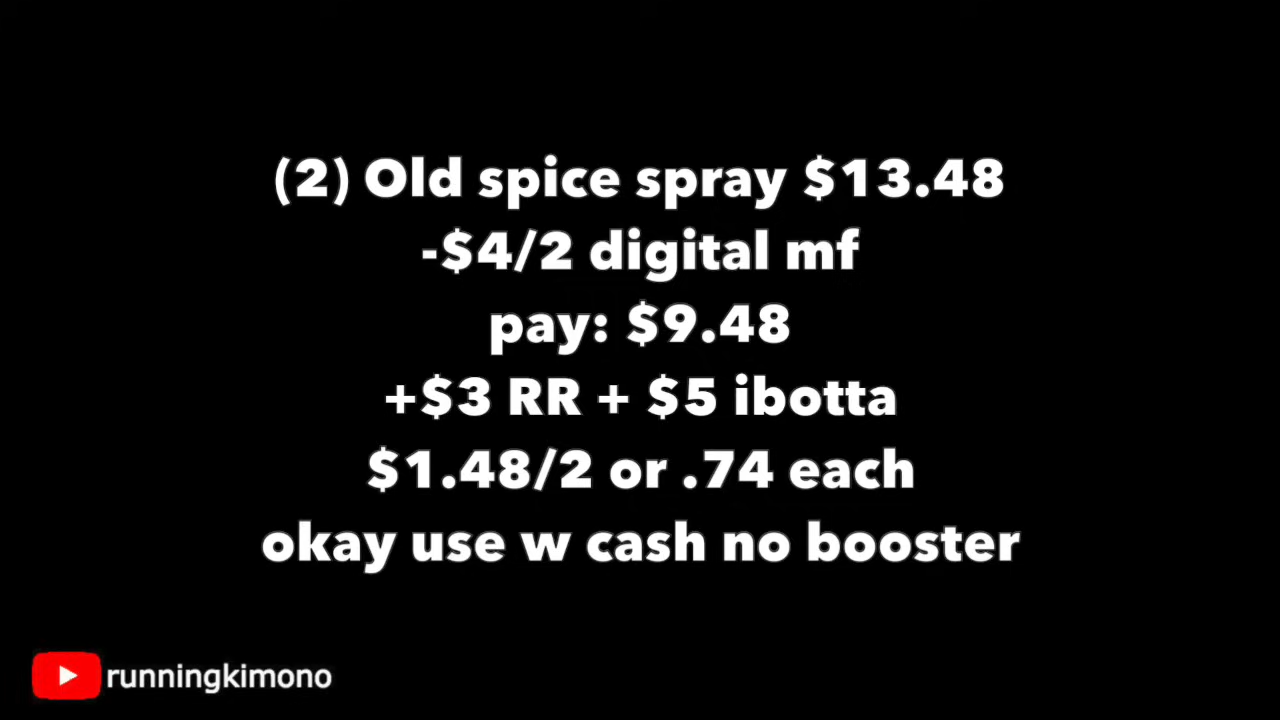 (2) Old spice spray $13.48
-$4/2 digital mf
pay: $9.48
+$3 RR + $5 ibotta
$1.48/2 or .74 each
okay use w cash no booster
runningkimono